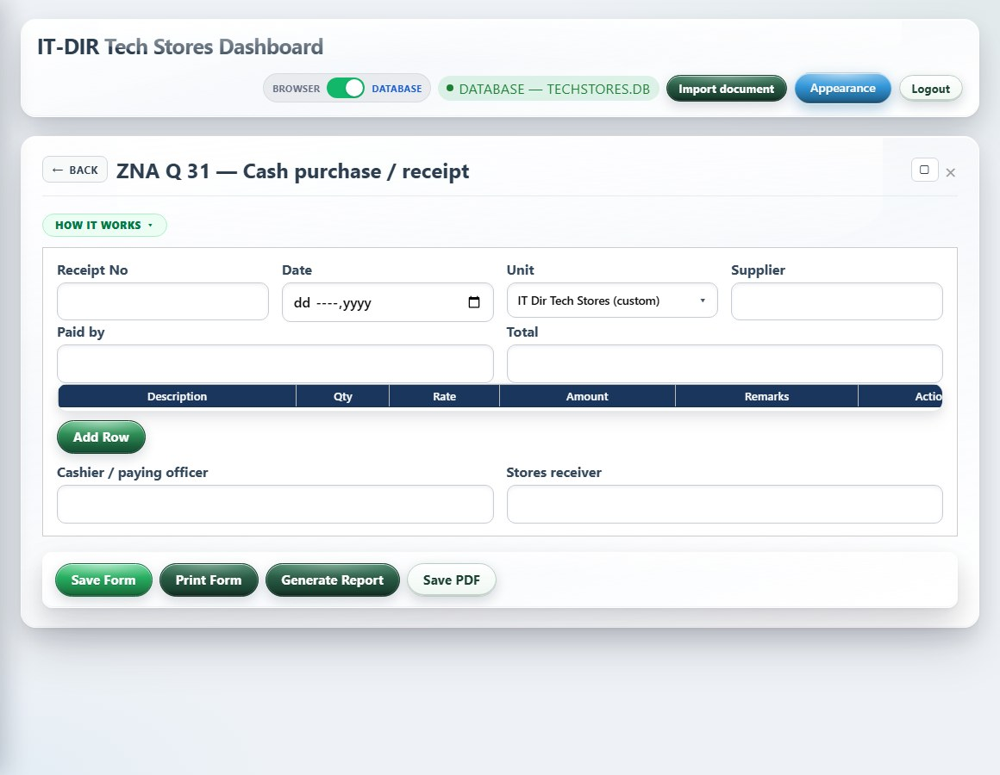 IT-DIR Tech Stores Dashboard
BROWSER DATABASE DATABASE — TECHSTORES.DB Import document Appearance Logout
← BACK ZNA Q 31 — Cash purchase / receipt ×
HOW IT WORKS
Receipt No Date Unit Supplier
dd ----,yyyy IT Dir Tech Stores (custom)
Paid by Total
Description Qty Rate Amount Remarks Actio
Add Row
Cashier / paying officer Stores receiver
Save Form Print Form Generate Report Save PDF